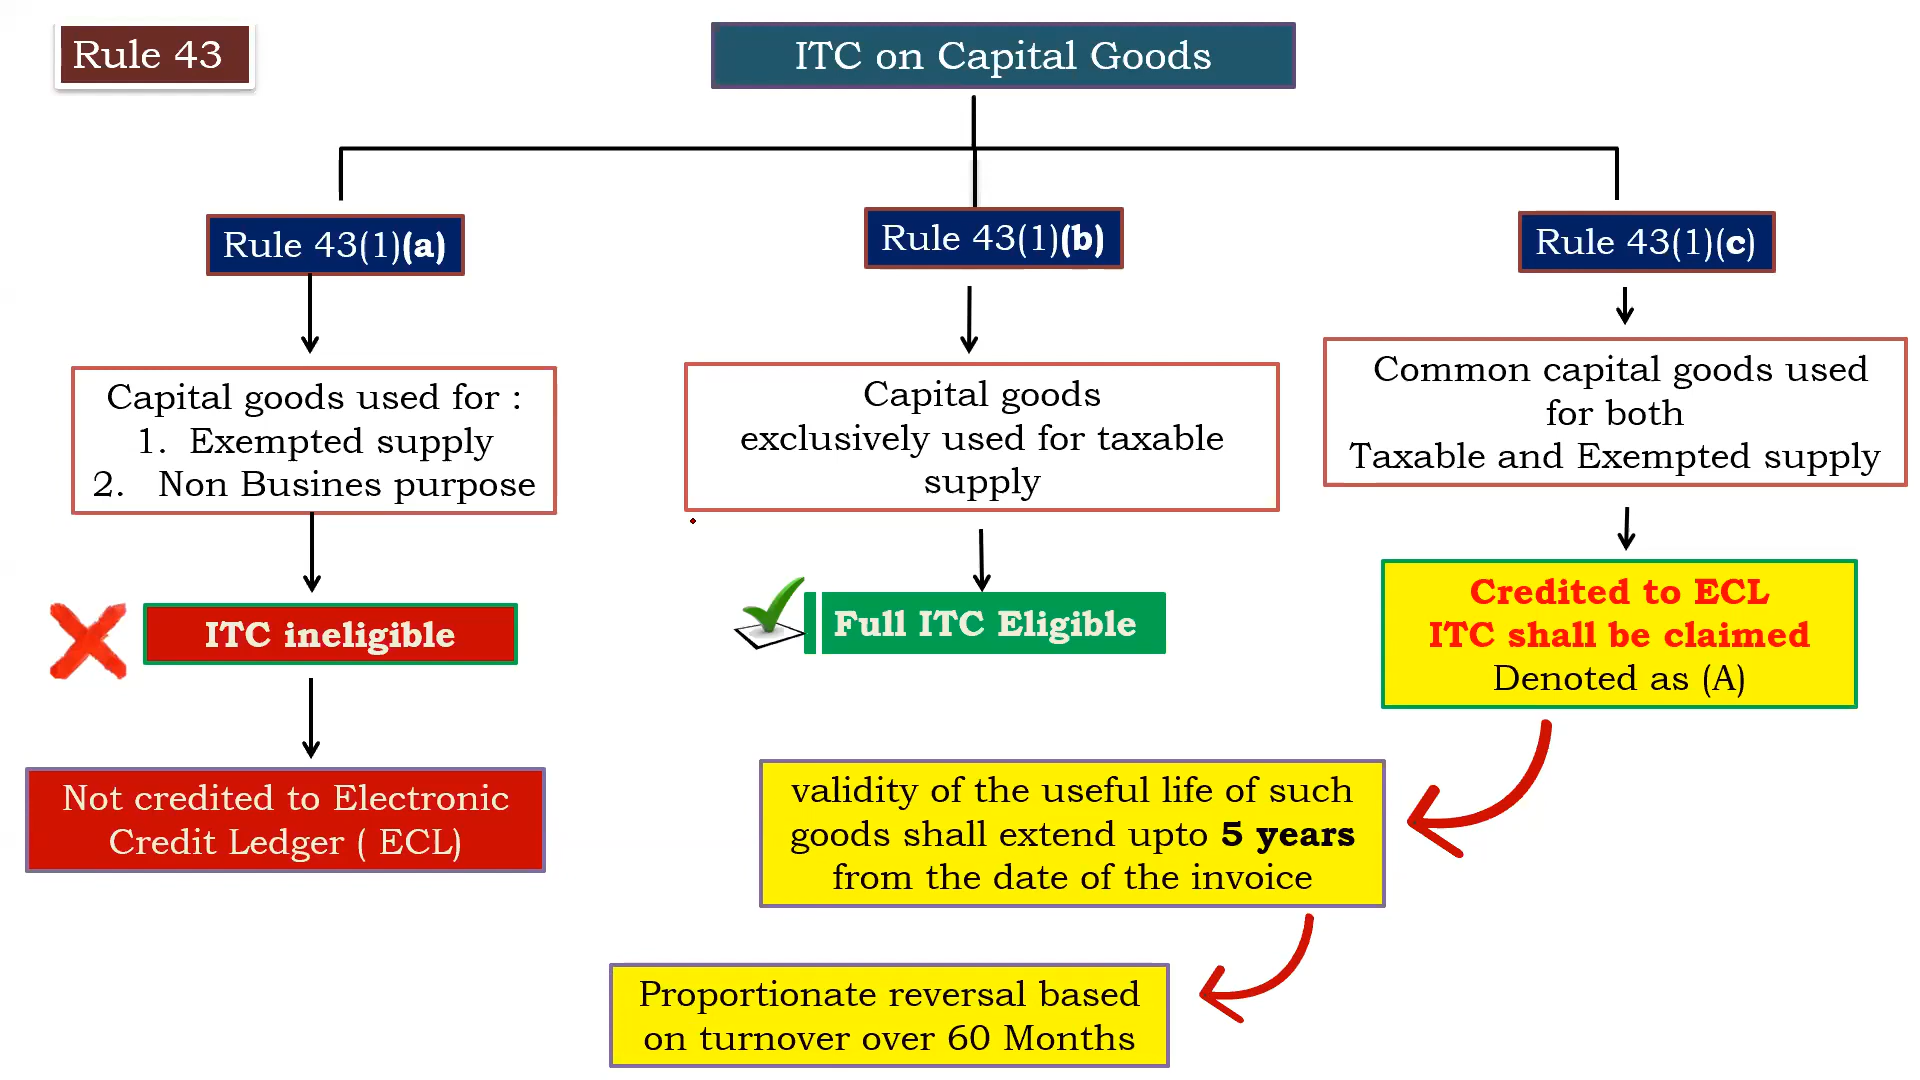 Rule 43
ITC on Capital Goods
Rule 43(1)(a)
Capital goods used for :
1. Exempted supply
2. Non Busines purpose
ITC ineligible
Not credited to Electronic
Credit Ledger ( ECL)
Rule 43(1)(b)
Capital goods
exclusively used for taxable
supply
Full ITC Eligible
Rule 43(1)(c)
Common capital goods used
for both
Taxable and Exempted supply
Credited to ECL
ITC shall be claimed
Denoted as (A)
validity of the useful life of such
goods shall extend upto 5 years
from the date of the invoice
Proportionate reversal based
on turnover over 60 Months